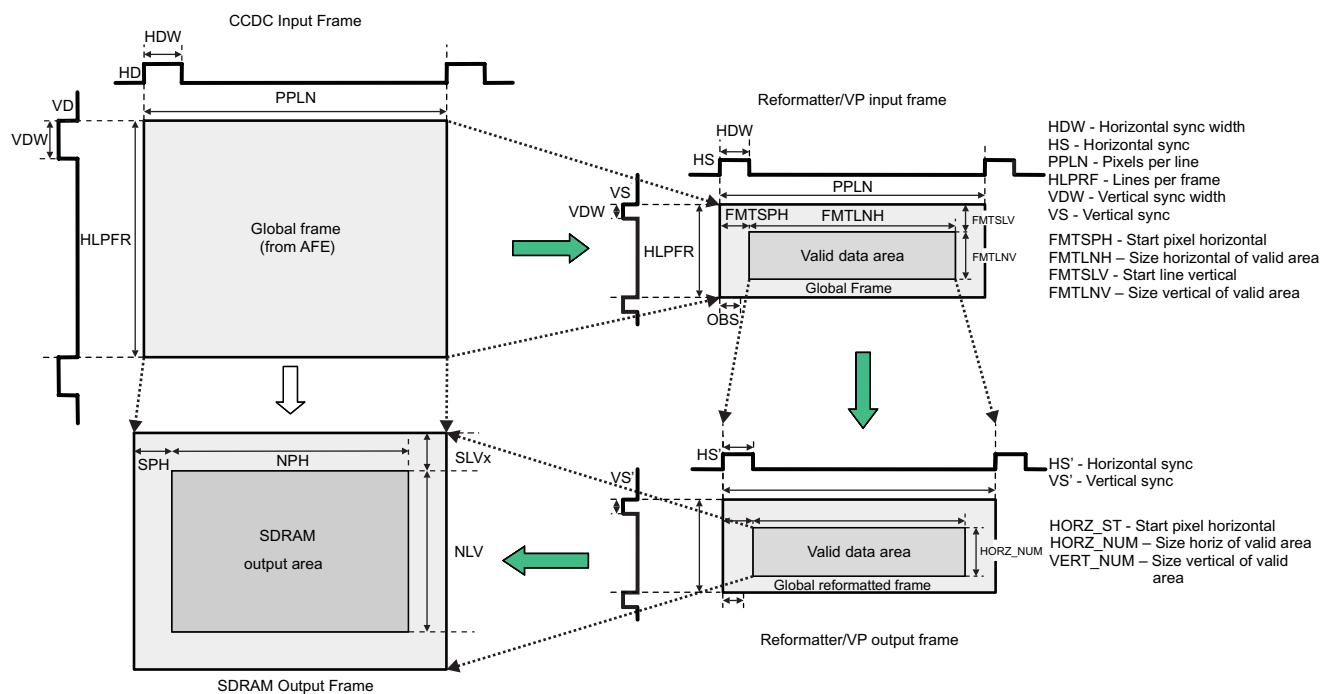 CCDC Input Frame
HDW
HD
PPLN
VD
VDW
HLPFR
Global frame
(from AFE)
Reformatter/VP input frame
HDW
HS
PPLN
VS
VDW
FMTSPH
FMTLNH
FMTSLV
HLPFR
Valid data area
FMTLNV
Global Frame
OBS
HDW - Horizontal sync width
HS - Horizontal sync
PPLN - Pixels per line
HLPRF - Lines per frame
VDW - Vertical sync width
VS - Vertical sync
FMTSPH - Start pixel horizontal
FMTLNH – Size horizontal of valid area
FMTSLV - Start line vertical
FMTLNV – Size vertical of valid area
SPH
NPH
SLVx
SDRAM
output area
NLV
SDRAM Output Frame
HS'
VS'
Valid data area
HORZ_NUM
Global reformatted frame
Reformatter/VP output frame
HS’ - Horizontal sync
VS’ - Vertical sync
HORZ_ST - Start pixel horizontal
HORZ_NUM – Size horiz of valid area
VERT_NUM – Size vertical of valid
area